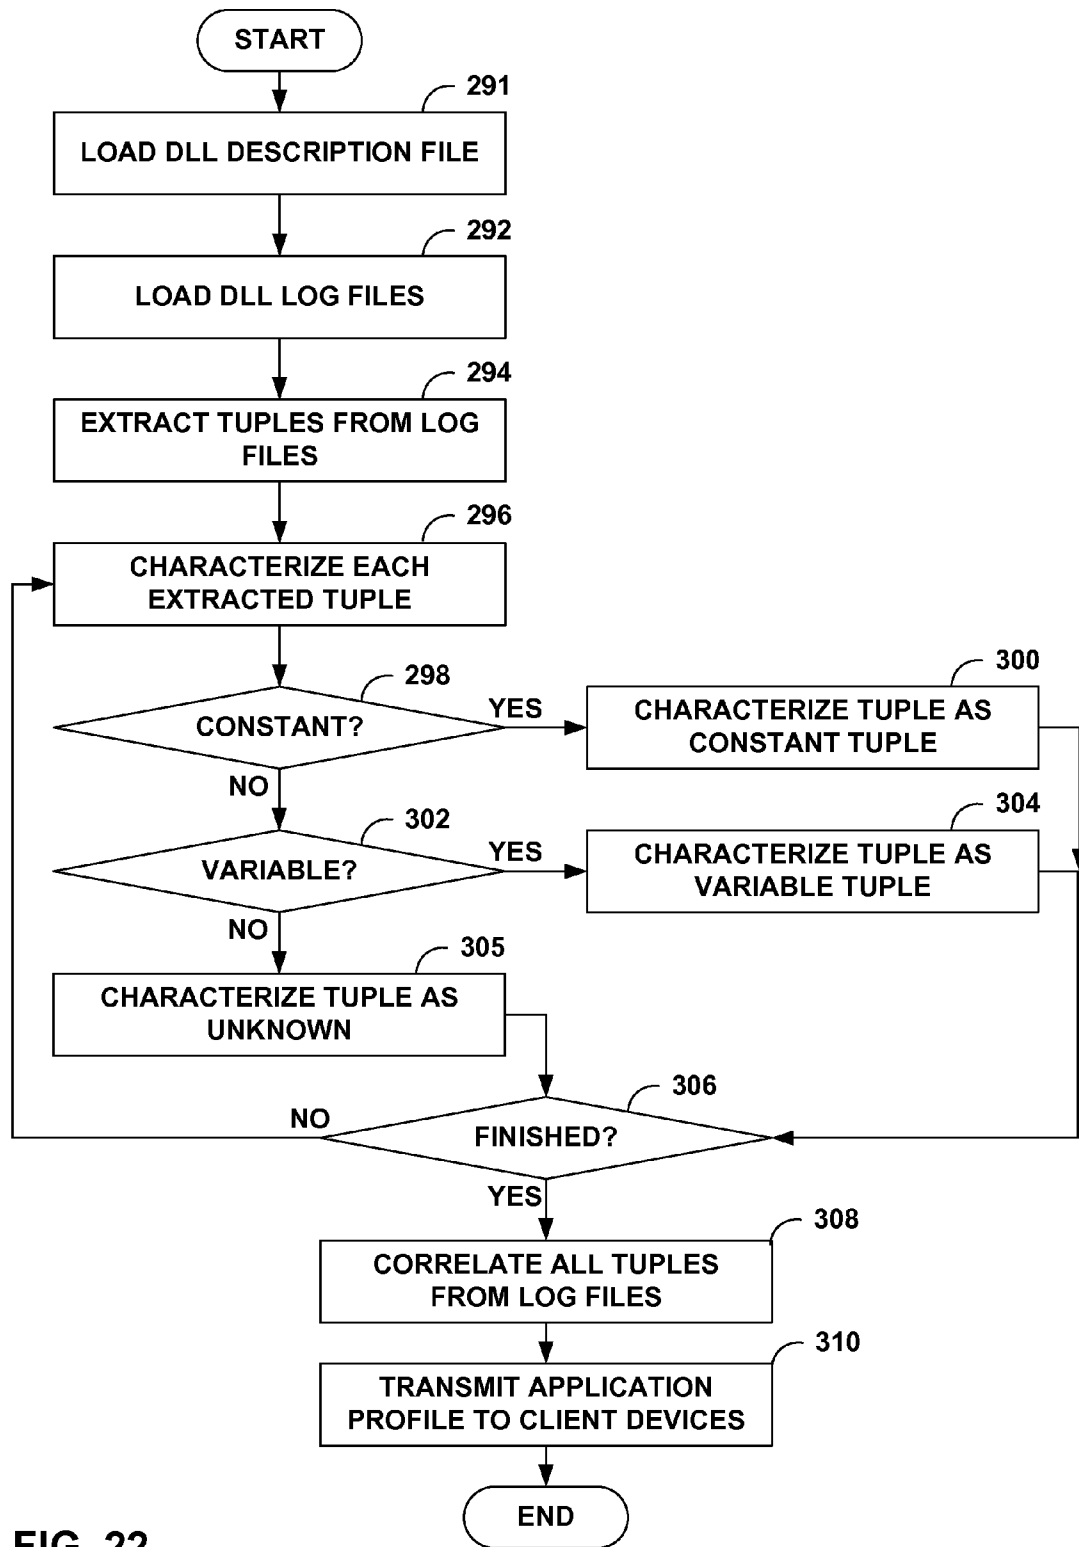 START
291
LOAD DLL DESCRIPTION FILE
292
LOAD DLL LOG FILES
294
EXTRACT TUPLES FROM LOG
FILES
296
CHARACTERIZE EACH
EXTRACTED TUPLE
298
CONSTANT?
YES
300
CHARACTERIZE TUPLE AS
CONSTANT TUPLE
NO
302
VARIABLE?
YES
304
CHARACTERIZE TUPLE AS
VARIABLE TUPLE
NO
305
CHARACTERIZE TUPLE AS
UNKNOWN
306
NO
FINISHED?
YES
308
CORRELATE ALL TUPLES
FROM LOG FILES
310
TRANSMIT APPLICATION
PROFILE TO CLIENT DEVICES
END
FIG. 22